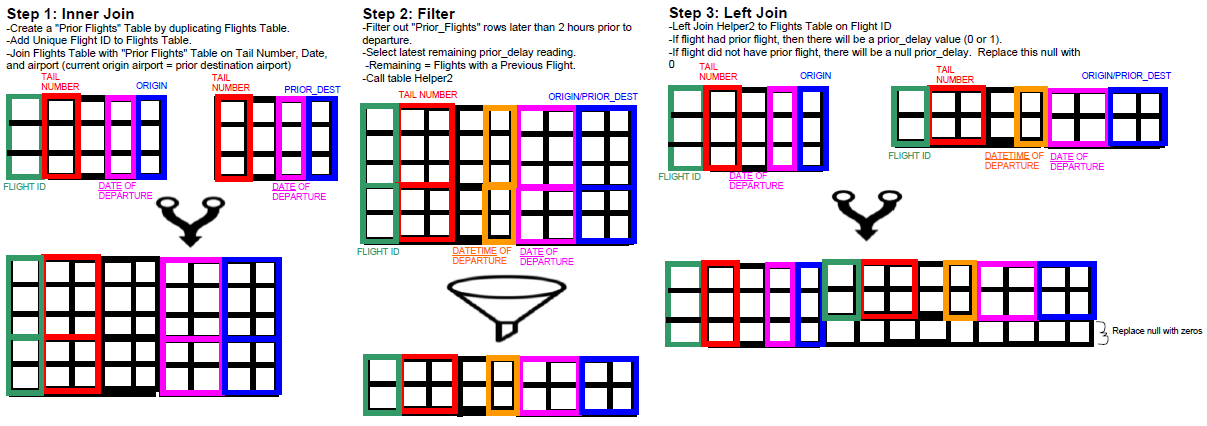 Step 1: Inner Join
-Create a "Prior Flights" Table by duplicating Flights Table.
-Add Unique Flight ID to Flights Table.
-Join Flights Table with "Prior Flights" Table on Tail Number, Date,
and airport (current origin airport = prior destination airport)
TAIL
NUMBER
ORIGIN
TAIL
NUMBER
PRIOR_DEST
FLIGHT ID
DATE OF
DEPARTURE
DATE OF
DEPARTURE
Step 2: Filter
-Filter out "Prior_Flights" rows later than 2 hours prior to
departure.
-Select latest remaining prior_delay reading.
-Remaining = Flights with a Previous Flight.
-Call table Helper2
TAIL NUMBER
ORIGIN/PRIOR_DEST
FLIGHT ID
DATETIME OF
DEPARTURE
DATE OF
DEPARTURE
Step 3: Left Join
-Left Join Helper2 to Flights Table on Flight ID
-If flight had prior flight, then there will be a prior_delay value (0 or 1).
-If flight did not have prior flight, there will be a null prior_delay.  Replace this null with
0
TAIL
NUMBER
ORIGIN
TAIL
NUMBER
ORIGIN/PRIOR_DEST
FLIGHT ID
DATE OF
DEPARTURE
FLIGHT ID
DATETIME OF
DEPARTURE
DATE OF
DEPARTURE
Replace null with zeros